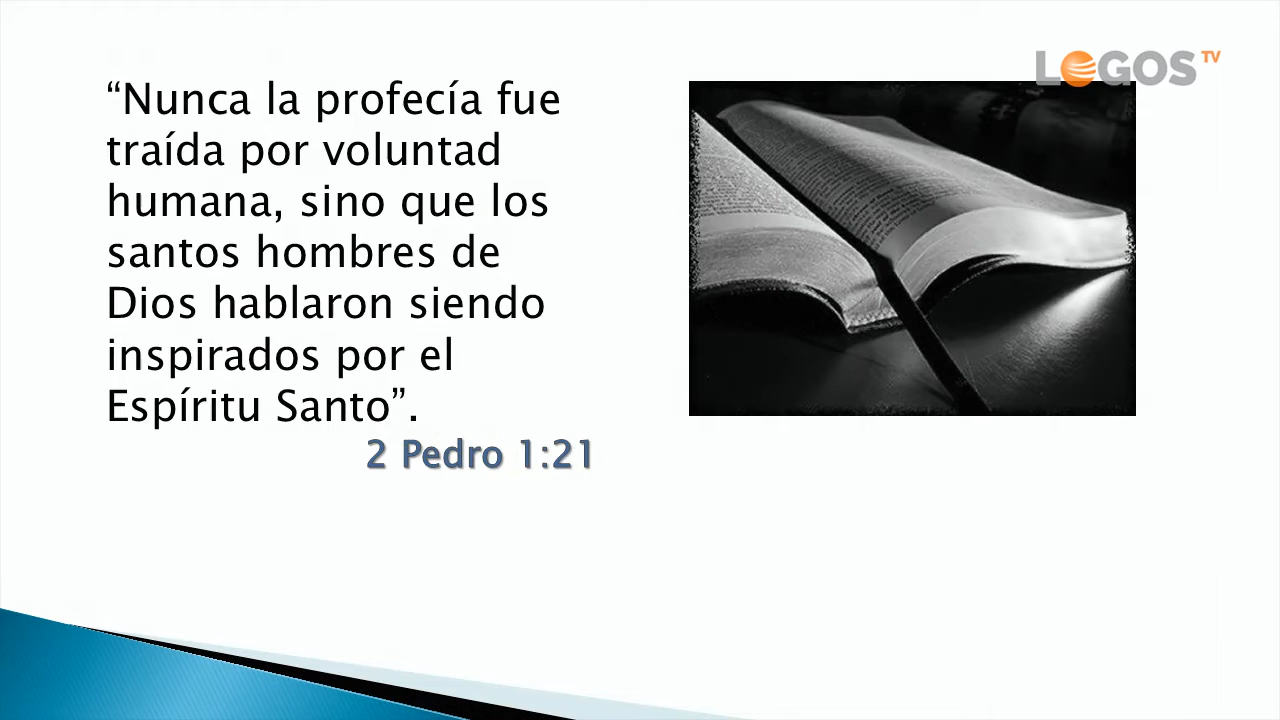 LOGOS TV
“Nunca la profecía fue
traída por voluntad
humana, sino que los
santos hombres de
Dios hablaron siendo
inspirados por el
Espíritu Santo”.
2 Pedro 1:21